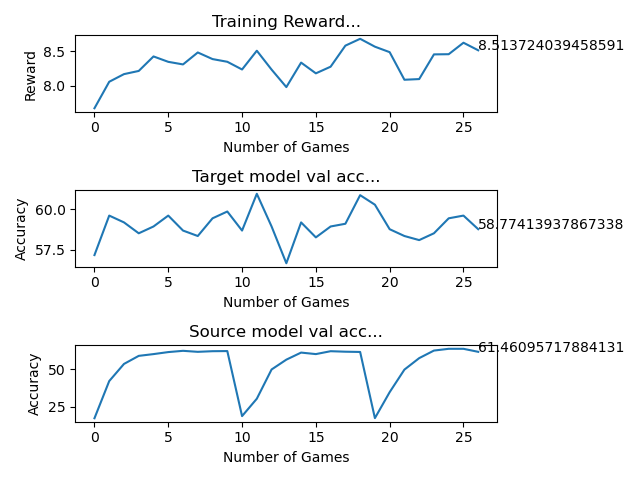 Training Reward...
8.513724039458591
8.5
8.0
Reward
0 5 10 15 20 25
Number of Games
Target model val acc...
60.0
58.77413937867338
57.5
Accuracy
0 5 10 15 20 25
Number of Games
Source model val acc...
61.46095717884131
50
25
Accuracy
0 5 10 15 20 25
Number of Games